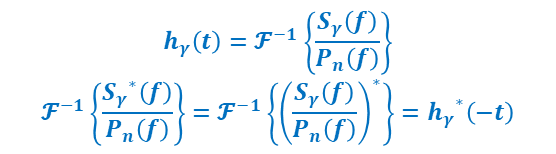 h_γ(t) = ℱ⁻¹ { S_γ(f) / P_n(f) }
ℱ⁻¹ { S_γ*(f) / P_n(f) } = ℱ⁻¹ { ( S_γ(f) / P_n(f) )* } = h_γ*(−t)